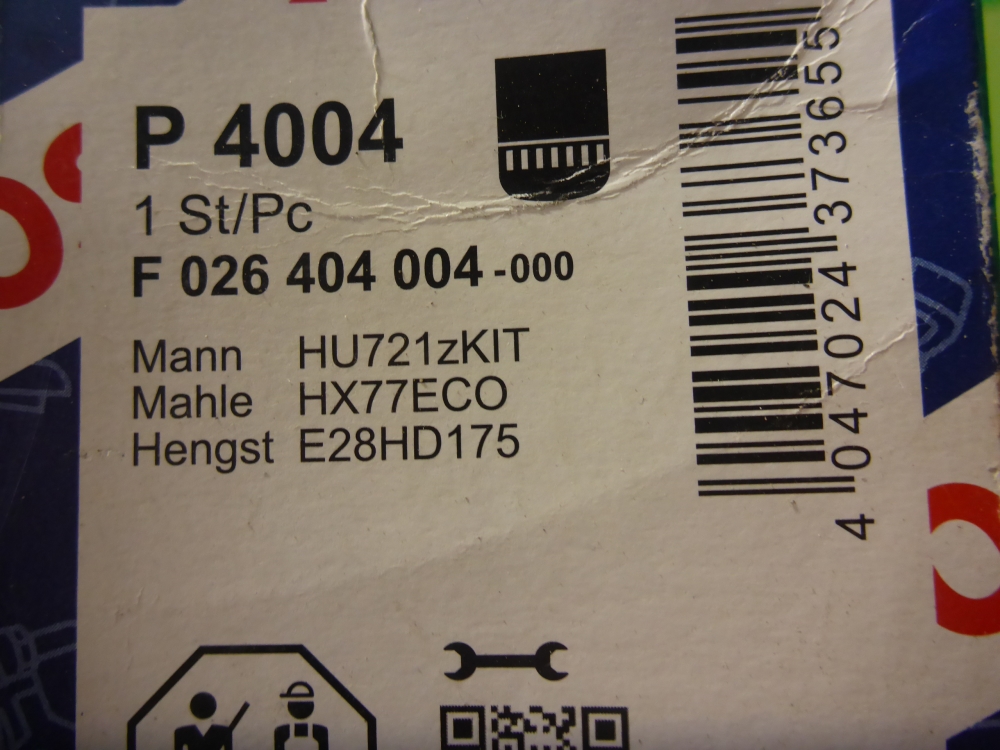 P 4004
1 St/Pc
F 026 404 004-000
Mann HU721zKIT
Mahle HX77ECO
Hengst E28HD175
4 047024 373655